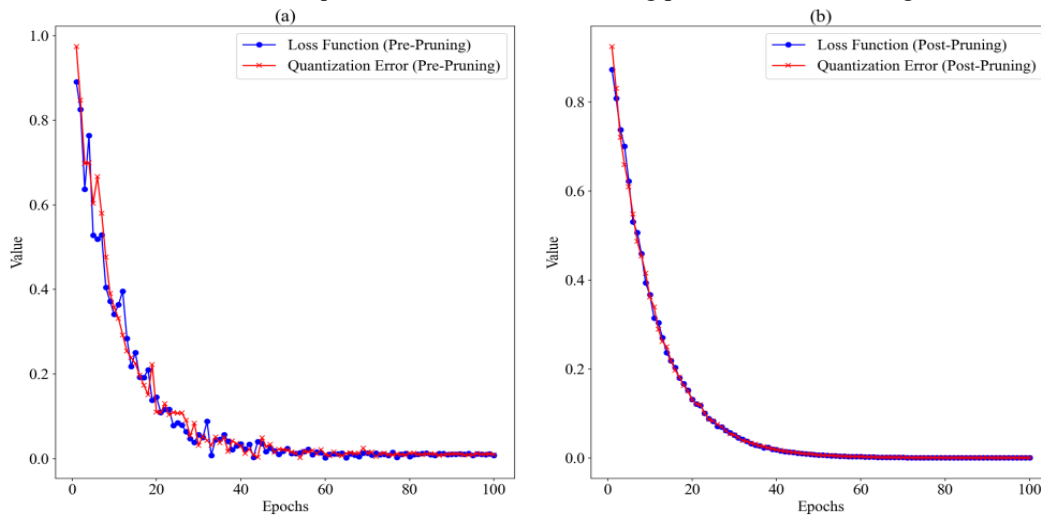 (a)
1.0
0.8
0.6
0.4
0.2
0.0
Value
0
20
40
60
80
100
Epochs
Loss Function (Pre-Pruning)
Quantization Error (Pre-Pruning)
(b)
0.8
0.6
0.4
0.2
0.0
Value
0
20
40
60
80
100
Epochs
Loss Function (Post-Pruning)
Quantization Error (Post-Pruning)